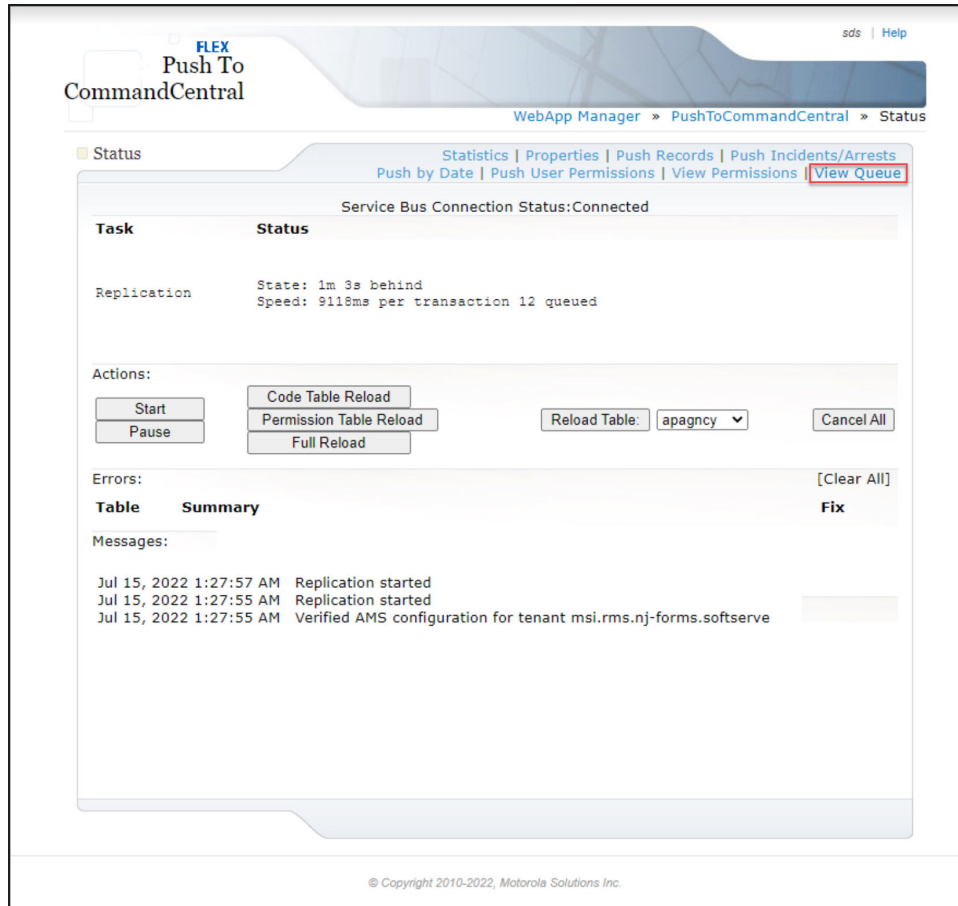 sds | Help
FLEX
Push To
CommandCentral
WebApp Manager » PushToCommandCentral » Status
Status
Statistics | Properties | Push Records | Push Incidents/Arrests
Push by Date | Push User Permissions | View Permissions | View Queue
Service Bus Connection Status:Connected
Task Status
Replication
State: 1m 3s behind
Speed: 9118ms per transaction 12 queued
Actions:
Start
Pause
Code Table Reload
Permission Table Reload
Full Reload
Reload Table: apagncy
Cancel All
Errors: [Clear All]
Table Summary Fix
Messages:
Jul 15, 2022 1:27:57 AM Replication started
Jul 15, 2022 1:27:55 AM Replication started
Jul 15, 2022 1:27:55 AM Verified AMS configuration for tenant msi.rms.nj-forms.softserve
© Copyright 2010-2022, Motorola Solutions Inc.